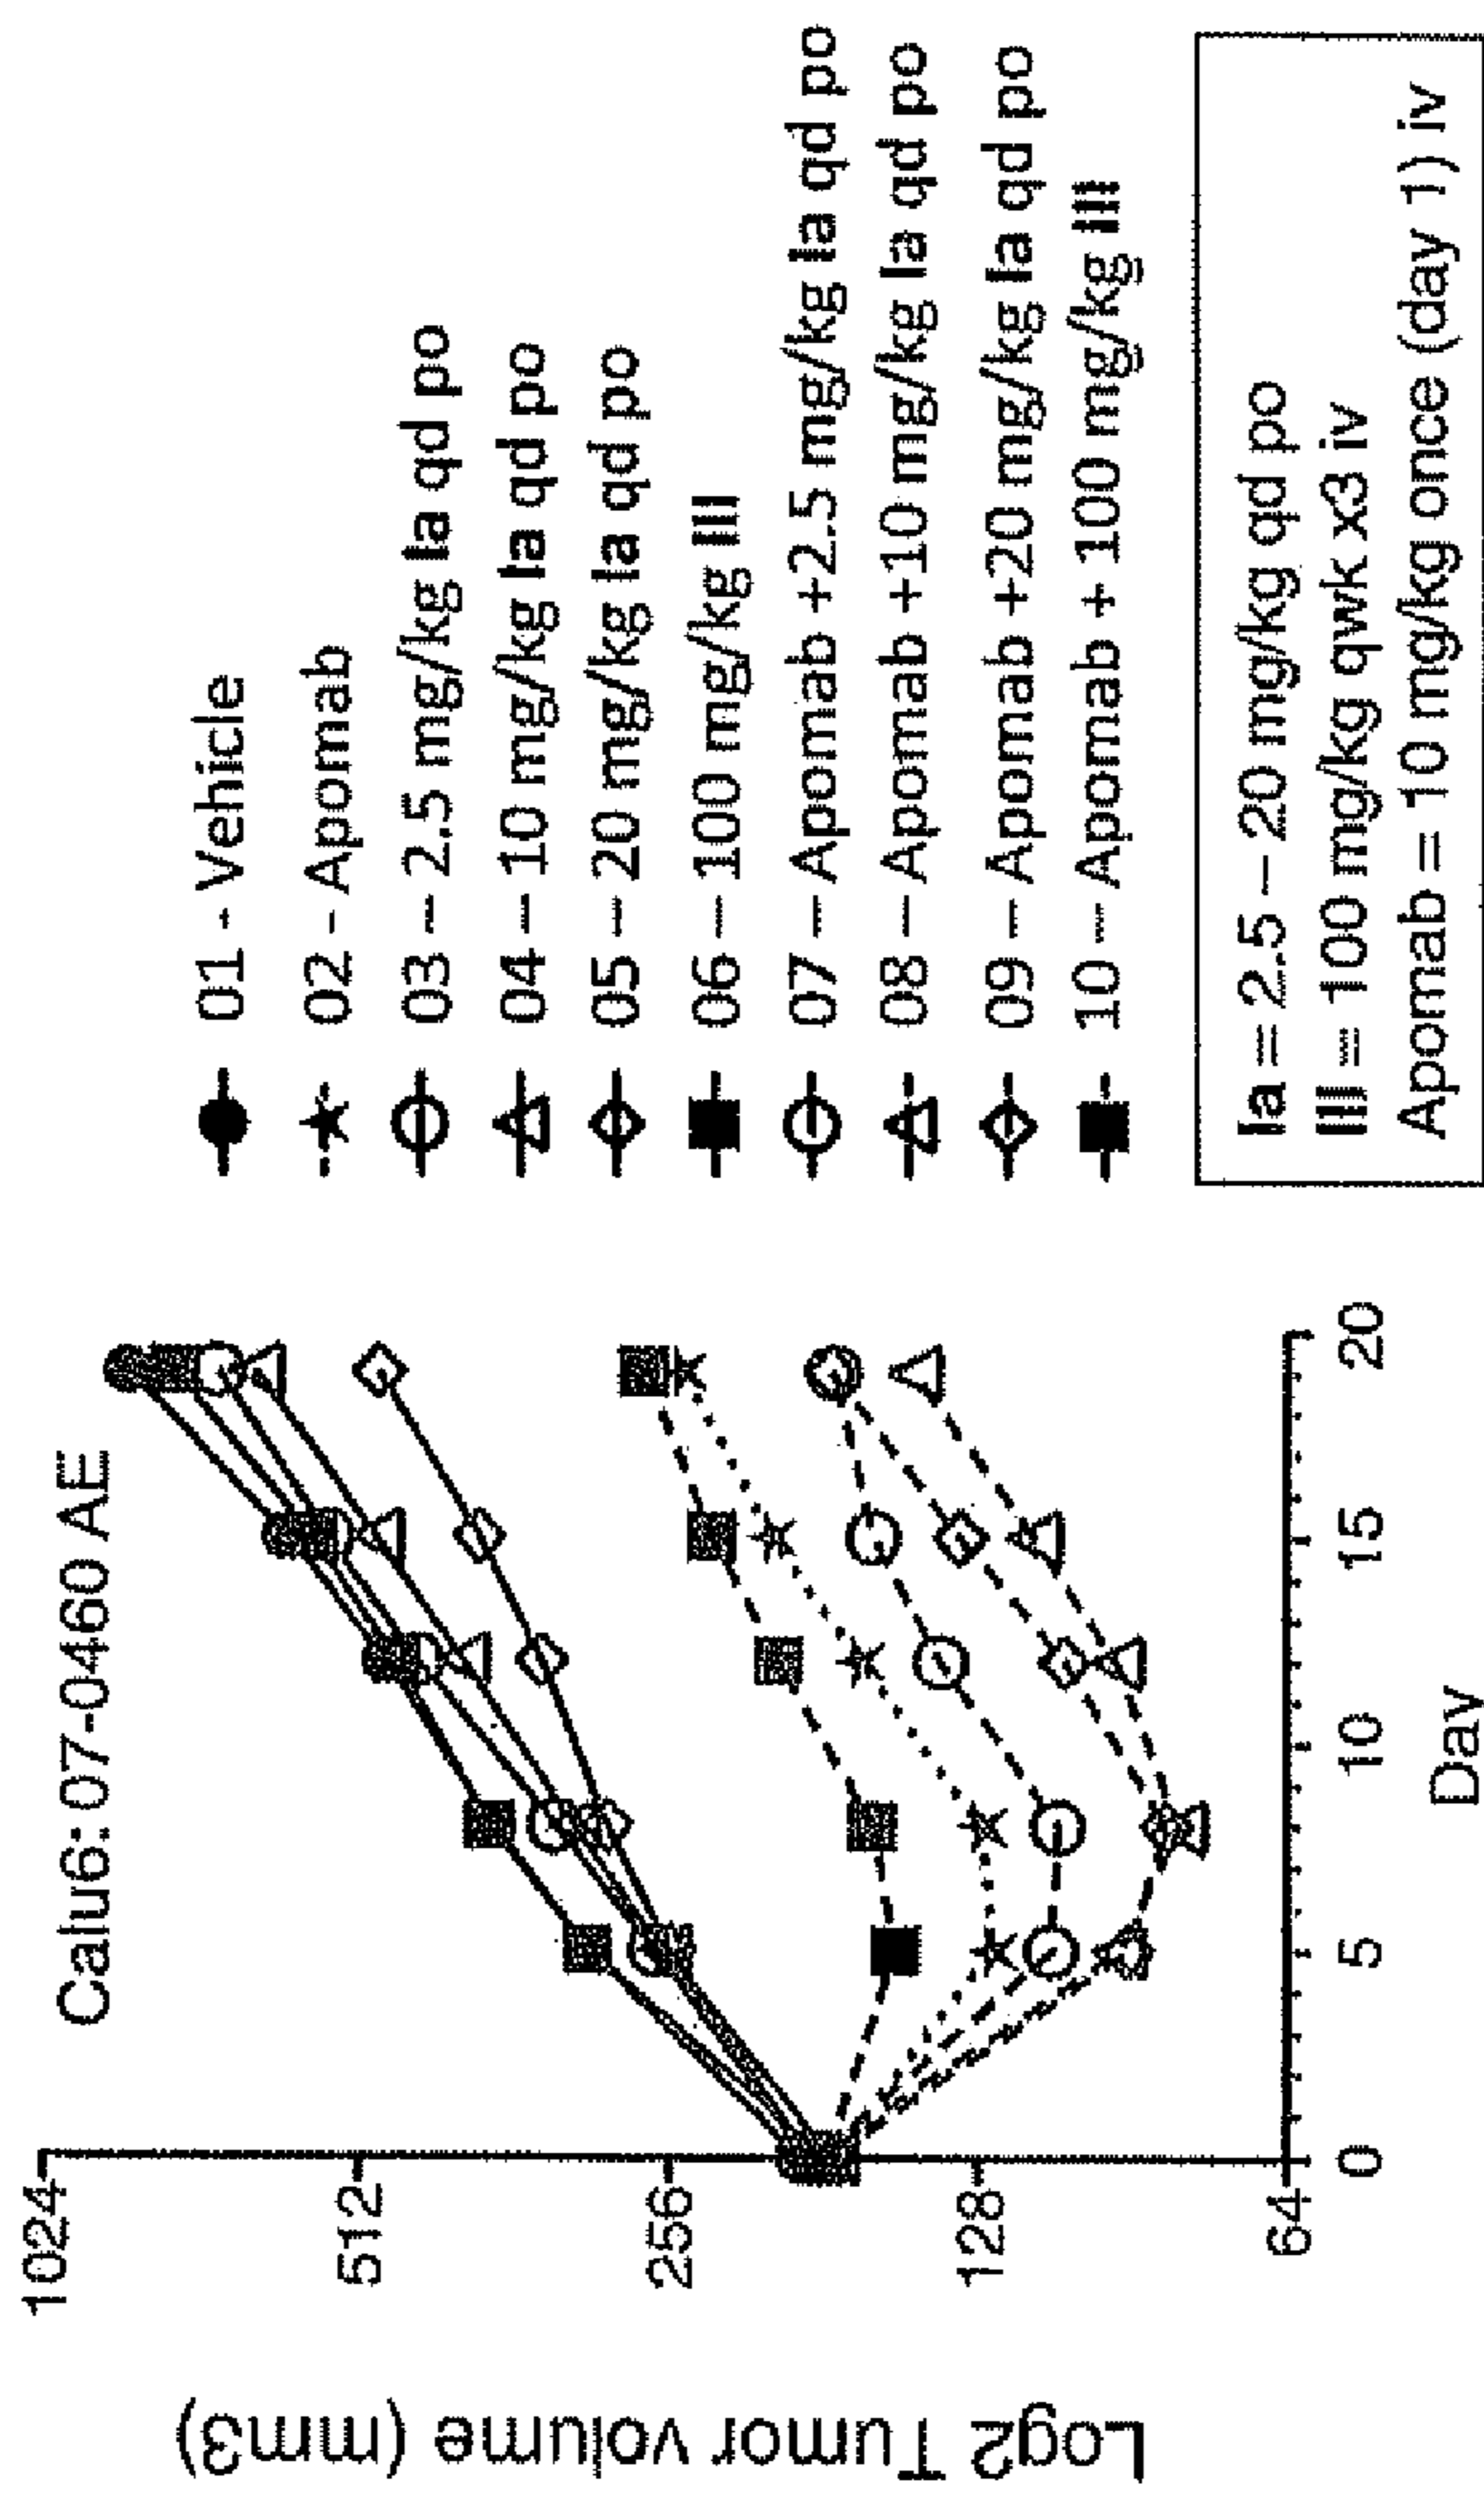 Calu6: 07-0460 AE
Log2 Tumor volume (mm3)
1024
512
256
128
64
0
5
10
15
20
Day
01 - Vehicle
02 - Apomab
03 – 2.5 mg/kg Ia qd po
04 – 10 mg/kg Ia qd po
05 – 20 mg/kg Ia qd po
06 – 100 mg/kg III
07 – Apomab +2.5 mg/kg Ia qd po
08 – Apomab +10 mg/kg Ia qd po
09 – Apomab +20 mg/kg Ia qd po
10 – Apomab + 100 mg/kg III
Ia = 2.5 – 20 mg/kg qd po
III = 100 mg/kg qwk x3 iv
Apomab = 10 mg/kg once (day 1) iv